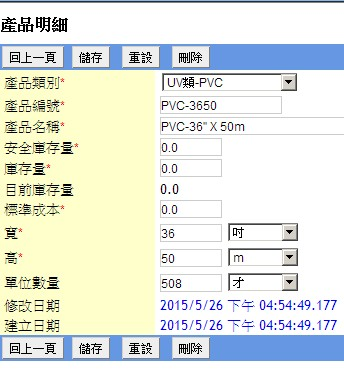 產品明細
回上一頁 儲存 重設 刪除
產品類別* UV類-PVC
產品編號* PVC-3650
產品名稱* PVC-36" X 50m
安全庫存量* 0.0
庫存量* 0.0
目前庫存量 0.0
標準成本* 0.0
寬* 36 吋
高* 50 m
單位數量 508 才
修改日期 2015/5/26 下午 04:54:49.177
建立日期 2015/5/26 下午 04:54:49.177
回上一頁 儲存 重設 刪除